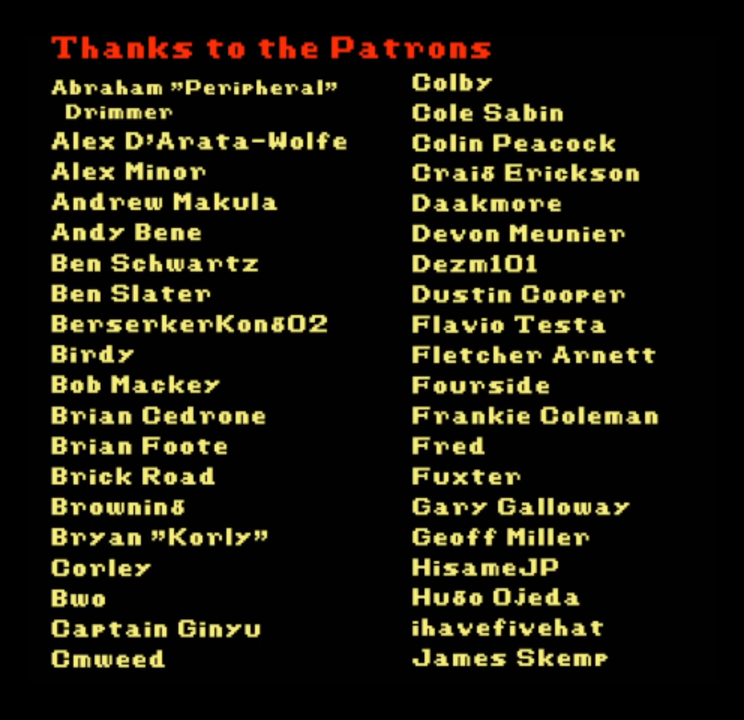 Thanks to the Patrons
Abraham "Peripheral"
Drimmer
Alex D'Arata-Wolfe
Alex Minor
Andrew Makula
Andy Bene
Ben Schwartz
Ben Slater
BerserkerKong02
Birdy
Bob Mackey
Brian Cedrone
Brian Foote
Brick Road
Browning
Bryan "Korly"
Corley
Bwo
Captain Ginyu
Cmweed
Colby
Cole Sabin
Colin Peacock
Craig Erickson
Daakmore
Devon Meunier
Dezm101
Dustin Cooper
Flavio Testa
Fletcher Arnett
Fourside
Frankie Coleman
Fred
Fuxter
Gary Galloway
Geoff Miller
HisameJP
Hugo Ojeda
ihavefivehat
James Skemp